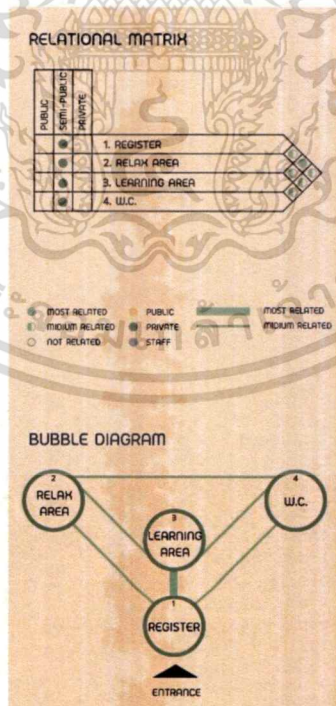 RELATIONAL MATRIX
PUBLIC
SEMI-PUBLIC
PRIVATE
1. REGISTER
2. RELAX AREA
3. LEARNING AREA
4. W.C.
MOST RELATED
MIDIUM RELATED
NOT RELATED
PUBLIC
PRIVATE
STAFF
MOST RELATED
MIDIUM RELATED
BUBBLE DIAGRAM
2
RELAX
AREA
4
W.C.
3
LEARNING
AREA
1
REGISTER
ENTRANCE